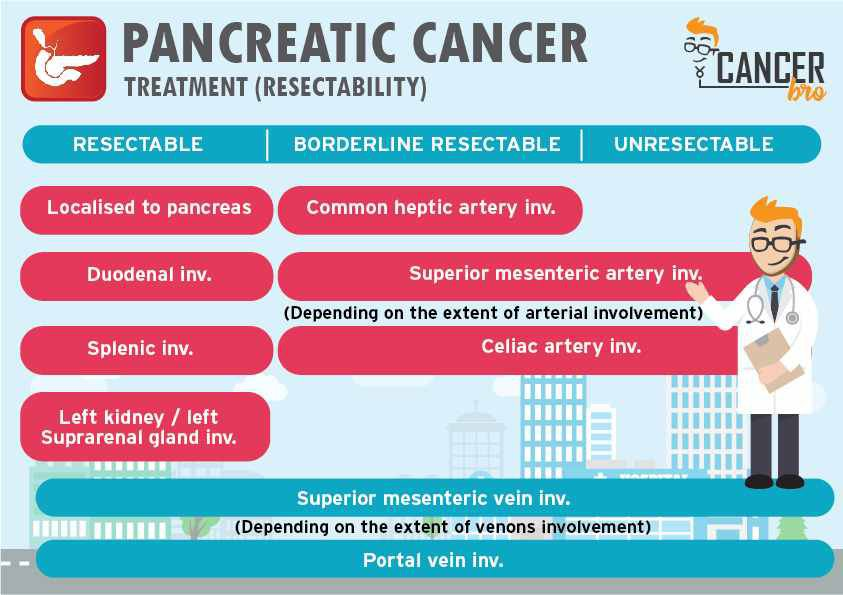 PANCREATIC CANCER
TREATMENT (RESECTABILITY)
CANCER
bro
RESECTABLE
BORDERLINE RESECTABLE
UNRESECTABLE
Localised to pancreas
Common heptic artery inv.
Duodenal inv.
Superior mesenteric artery inv.
(Depending on the extent of arterial involvement)
Splenic inv.
Celiac artery inv.
Left kidney / left
Suprarenal gland inv.
HOSPITAL
Superior mesenteric vein inv.
(Depending on the extent of venons involvement)
Portal vein inv.